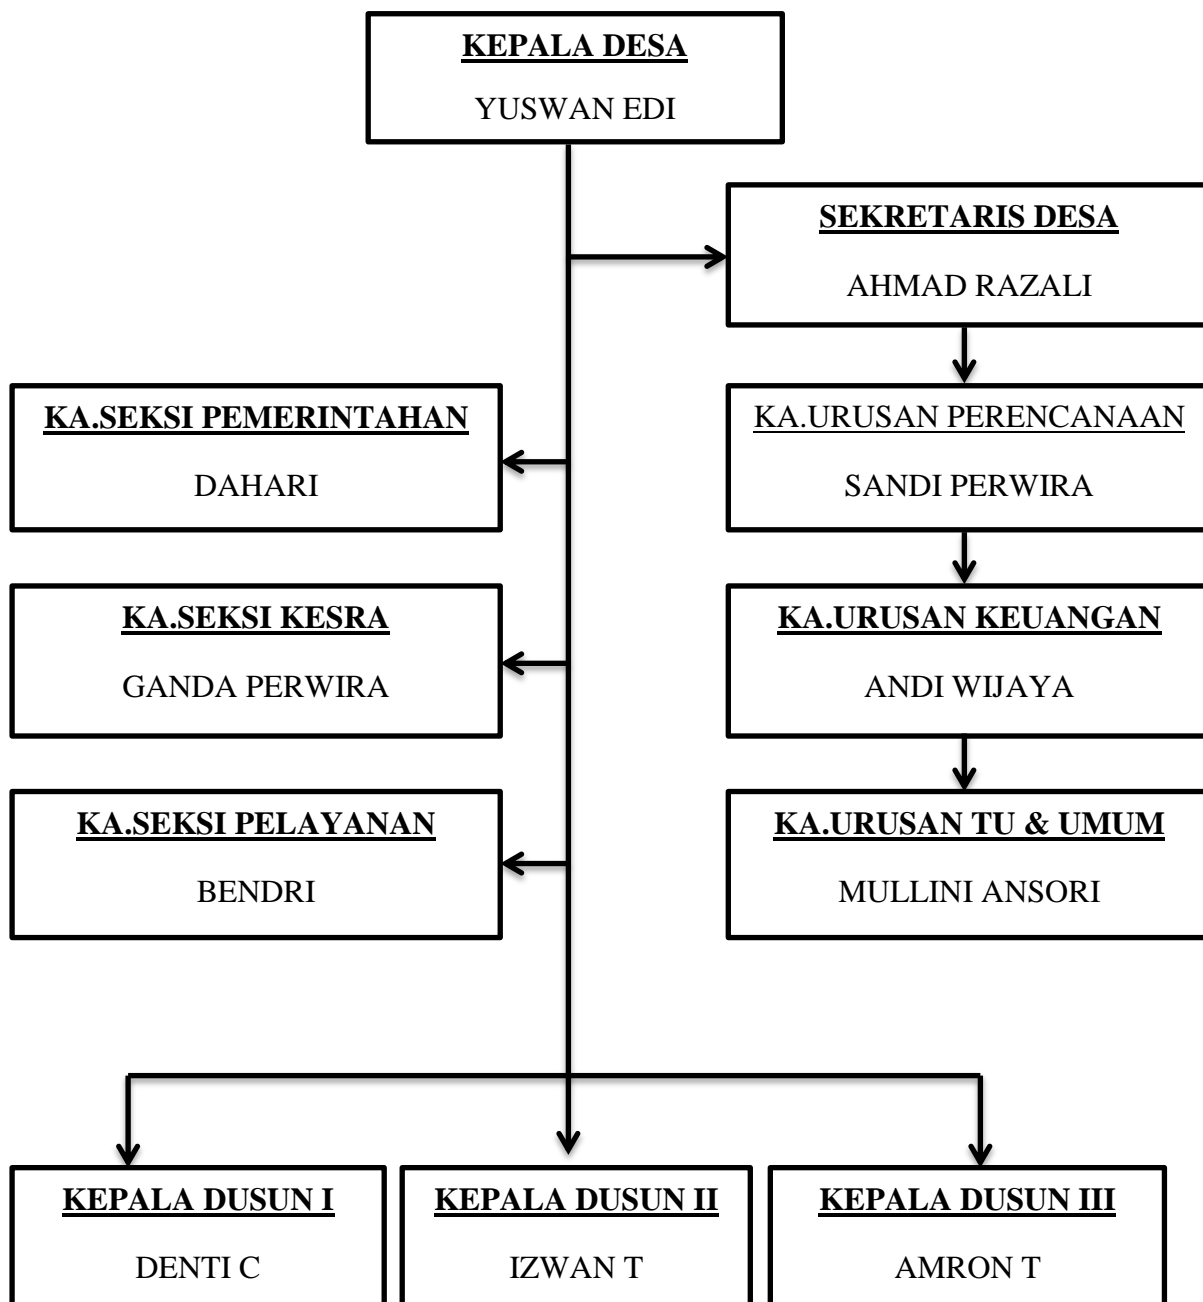 KEPALA DESA
YUSWAN EDI
SEKRETARIS DESA
AHMAD RAZALI
KA.SEKSI PEMERINTAHAN
DAHARI
KA.URUSAN PERENCANAAN
SANDI PERWIRA
KA.SEKSI KESRA
GANDA PERWIRA
KA.URUSAN KEUANGAN
ANDI WIJAYA
KA.SEKSI PELAYANAN
BENDRI
KA.URUSAN TU & UMUM
MULLINI ANSORI
KEPALA DUSUN I
DENTI C
KEPALA DUSUN II
IZWAN T
KEPALA DUSUN III
AMRON T